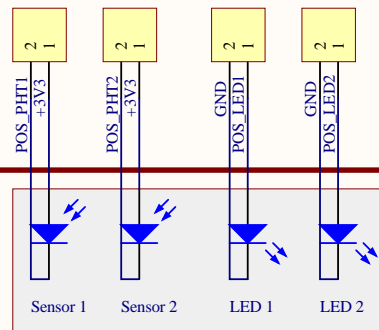 2 1
2 1
2 1
2 1
POS_PHT1
+3V3
POS_PHT2
+3V3
GND
POS_LED1
GND
POS_LED2
Sensor 1
Sensor 2
LED 1
LED 2